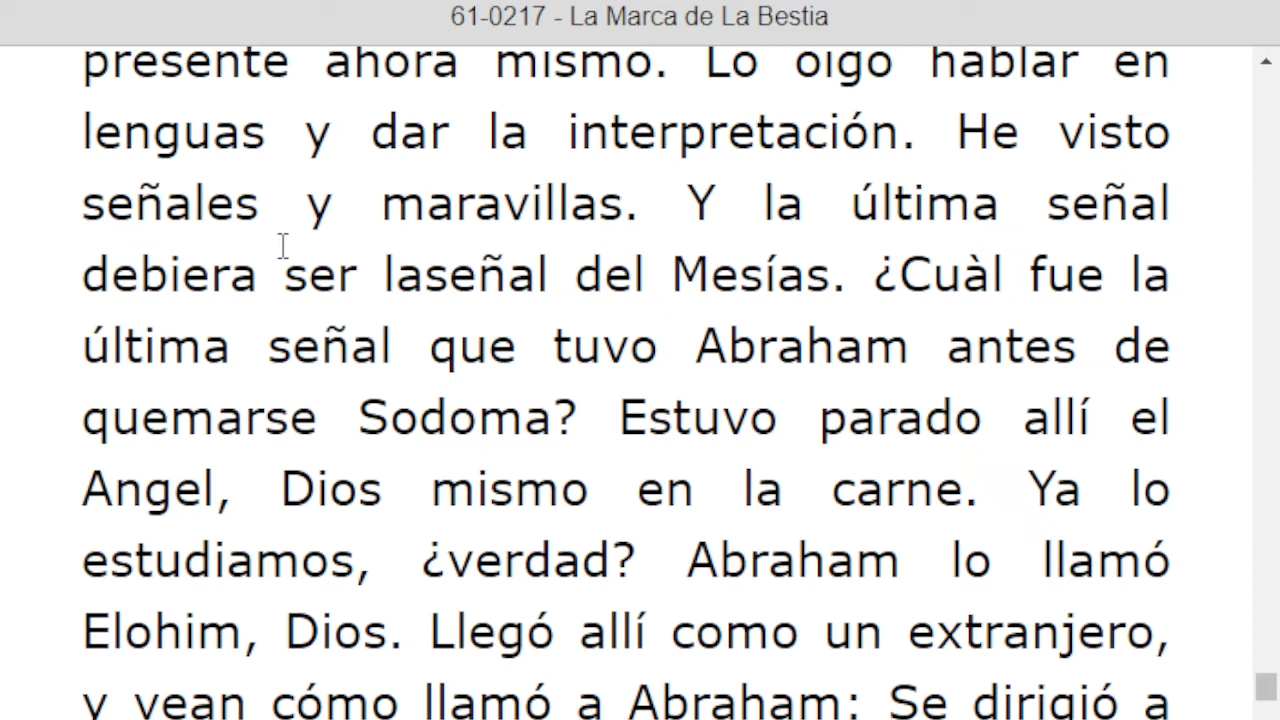 61-0217 - La Marca de La Bestia
presente ahora mismo. Lo oigo hablar en
lenguas y dar la interpretación. He visto
señales y maravillas. Y la última señal
debiera ser laseñal del Mesías. ¿Cuàl fue la
última señal que tuvo Abraham antes de
quemarse Sodoma? Estuvo parado allí el
Angel, Dios mismo en la carne. Ya lo
estudiamos, ¿verdad? Abraham lo llamó
Elohim, Dios. Llegó allí como un extranjero,
y vean cómo llamó a Abraham: Se dirigió a